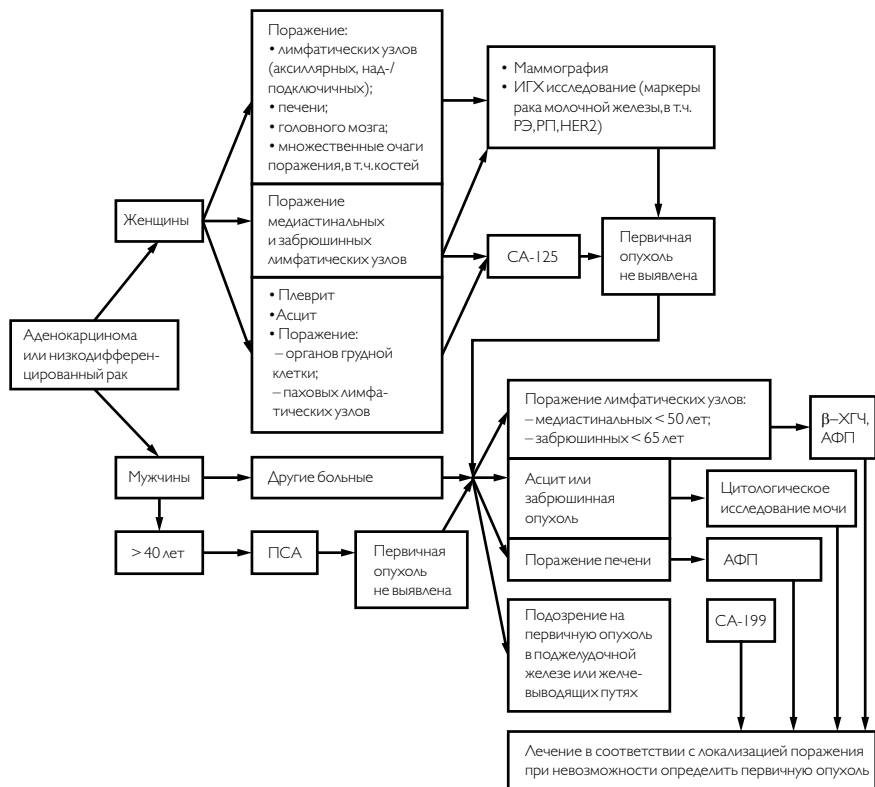 Поражение:
• лимфатических узлов
(аксиллярных, над-/
подключичных);
• печени;
• головного мозга;
• множественные очаги
поражения, в т.ч. костей
• Маммография
• ИГХ исследование (маркеры
рака молочной железы, в т.ч.
РЭ, РП, HER2)
Женщины
Поражение
медиастинальных
и забрюшинных
лимфатических узлов
СА-125
Первичная
опухоль
не выявлена
• Плеврит
• Асцит
• Поражение:
– органов грудной
клетки;
– паховых лимфа-
тических узлов
Аденокарцинома
или низкодифферен-
цированный рак
Поражение лимфатических узлов:
– медиастинальных < 50 лет;
– забрюшинных < 65 лет
β–ХГЧ,
АФП
Мужчины
Другие больные
Асцит или
забрюшинная
опухоль
Цитологическое
исследование мочи
> 40 лет
ПСА
Первичная
опухоль
не выявлена
Поражение печени
АФП
Подозрение на
первичную опухоль
в поджелудочной
железе или желче-
выводящих путях
СА-199
Лечение в соответствии с локализацией поражения
при невозможности определить первичную опухоль